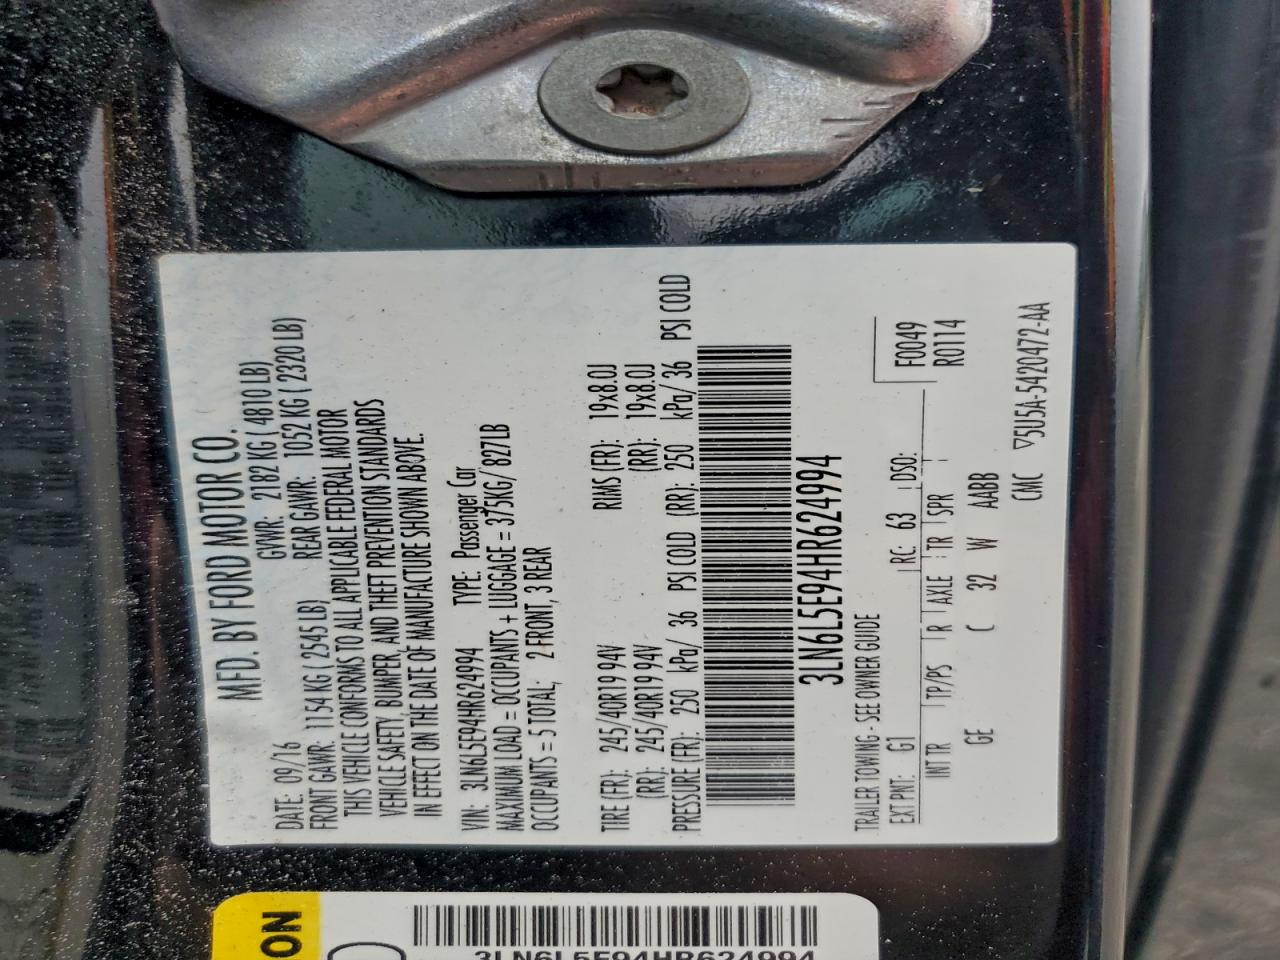 MFD. BY FORD MOTOR CO.
DATE: 09/16 GVWR: 2182 KG ( 4810 LB)
FRONT GAWR: 1154 KG ( 2545 LB) REAR GAWR: 1052 KG ( 2320 LB)
THIS VEHICLE CONFORMS TO ALL APPLICABLE FEDERAL MOTOR
VEHICLE SAFETY, BUMPER, AND THEFT PREVENTION STANDARDS
IN EFFECT ON THE DATE OF MANUFACTURE SHOWN ABOVE.
VIN: 3LN6L5E94HR624994 TYPE: Passenger Car
MAXIMUM LOAD = OCCUPANTS + LUGGAGE = 375KG/ 827LB
OCCUPANTS = 5 TOTAL; 2 FRONT, 3 REAR
TIRE (FR): 245/40R19 94V RIMS (FR): 19x8.0J
(RR): 245/40R19 94V (RR): 19x8.0J
PRESSURE (FR): 250 kPa/ 36 PSI COLD (RR): 250 kPa/ 36 PSI COLD
3LN6L5E94HR624994
TRAILER TOWING - SEE OWNER GUIDE
EXT PNT: G1 RC: 63 DSO: F0049
INT TR TP/PS R AXLE TR SPR R0114
GE C 32 W AABB
CMC ▽5U5A-5420472-AA
ON
3LN6L5E94HR624994